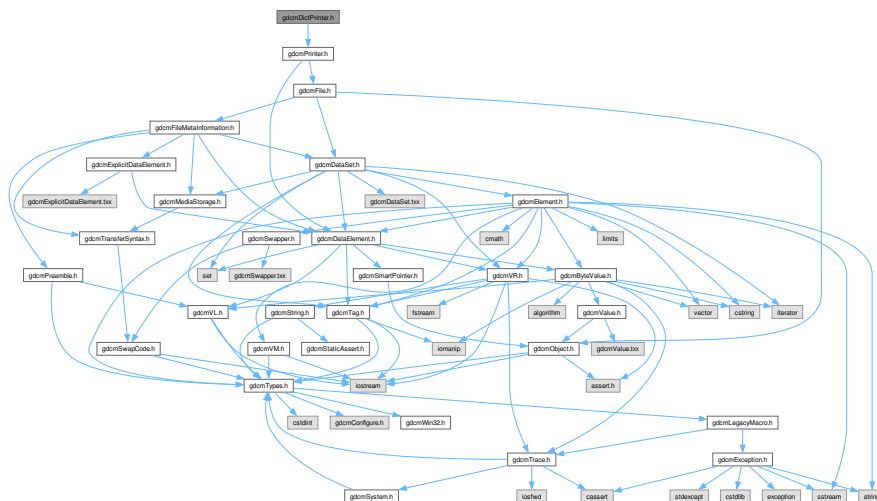 gdcmDictPrinter.h
gdcmPrinter.h
gdcmFile.h
gdcmFileMetaInformation.h
gdcmExplicitDataElement.h
gdcmDataSet.h
gdcmExplicitDataElement.txx
gdcmMediaStorage.h
gdcmDataSet.txx
gdcmElement.h
gdcmTransferSyntax.h
gdcmSwapper.h
gdcmDataElement.h
cmath
limits
gdcmPreamble.h
set
gdcmSwapper.txx
gdcmSmartPointer.h
gdcmVR.h
gdcmByteValue.h
gdcmVL.h
gdcmString.h
gdcmTag.h
fstream
algorithm
gdcmValue.h
vector
cstring
iterator
gdcmSwapCode.h
gdcmVM.h
gdcmStaticAssert.h
iomanip
gdcmObject.h
gdcmValue.txx
gdcmTypes.h
iostream
assert.h
cstdint
gdcmConfigure.h
gdcmWin32.h
gdcmLegacyMacro.h
gdcmTrace.h
gdcmException.h
gdcmSystem.h
iosfwd
cassert
stdexcept
cstdlib
exception
sstream
string